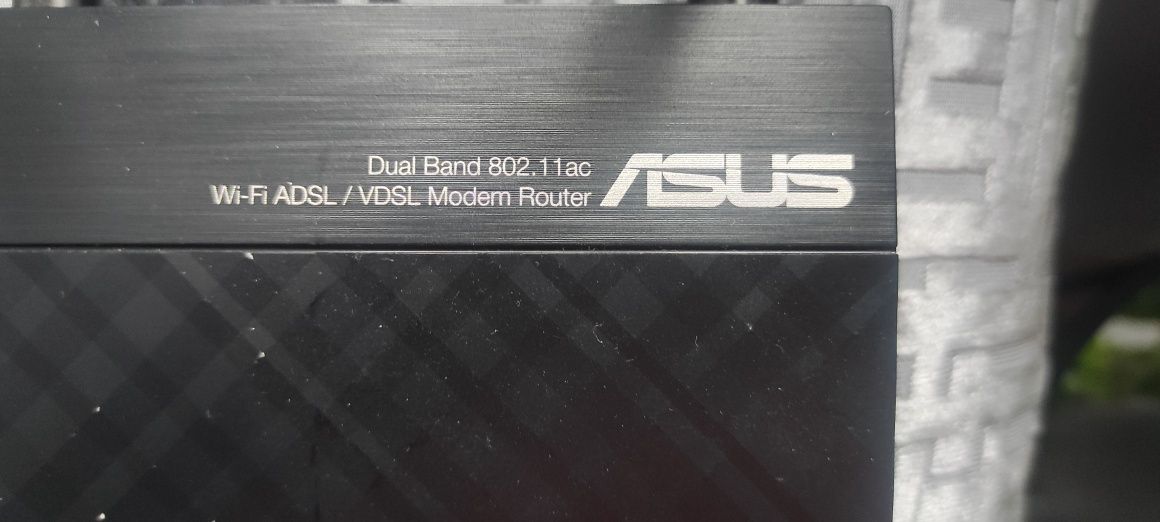 Dual Band 802.11ac
Wi-Fi ADSL / VDSL Modem Router
ASUS